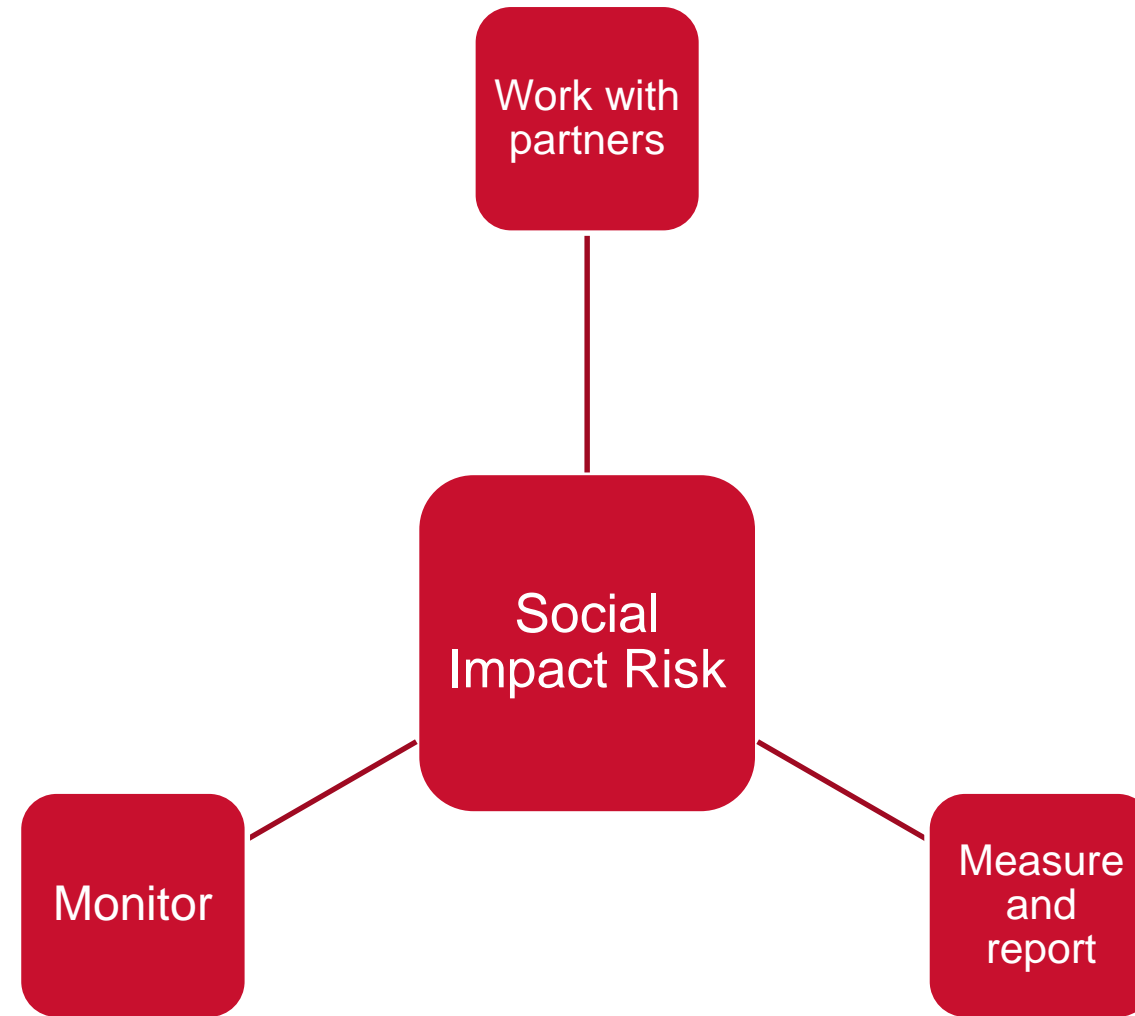 Work with
partners
Social
Impact Risk
Monitor
Measure
and
report